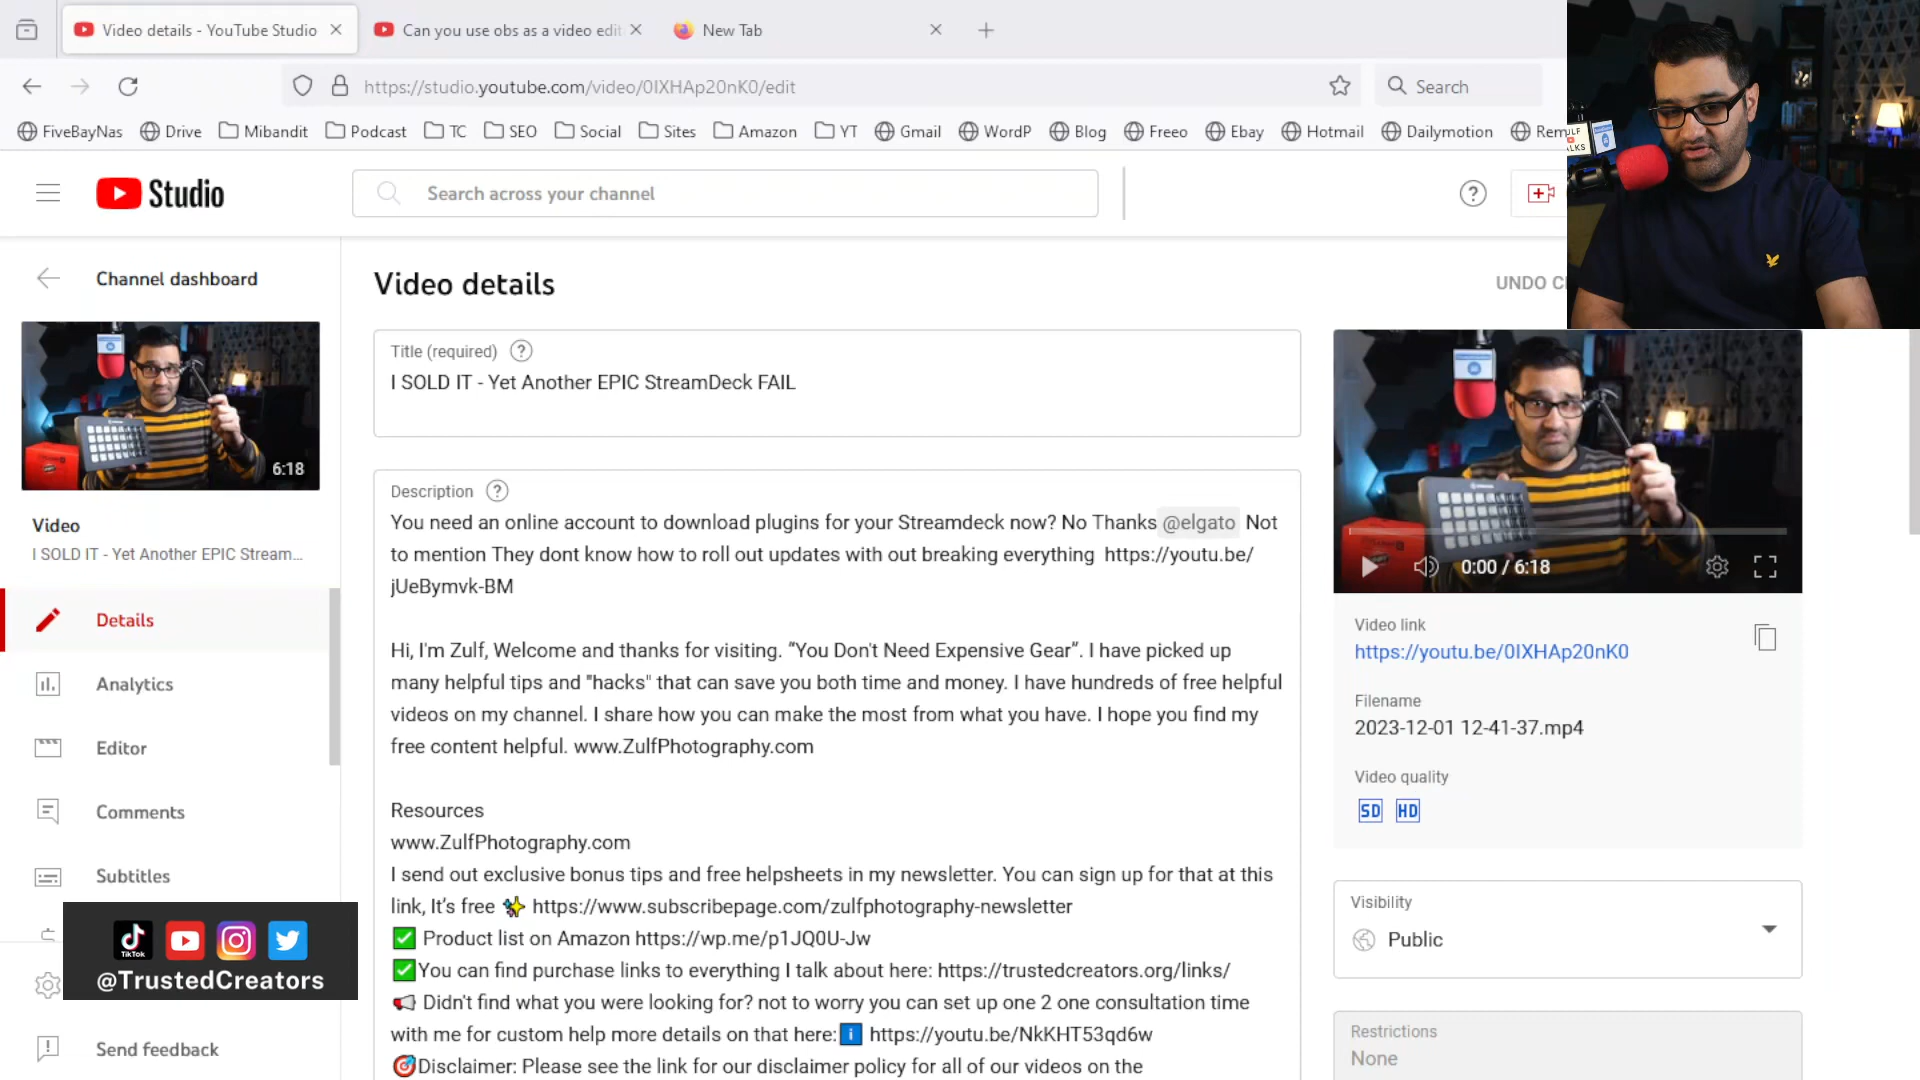 Video details - YouTube Studio
Can you use obs as a video edit
New Tab
https://studio.youtube.com/video/0IXHAp20nK0/edit
Search
FiveBayNas Drive Mibandit Podcast TC SEO Social Sites Amazon YT Gmail WordP Blog Freeo Ebay Hotmail Dailymotion Rem
Studio
Search across your channel
Channel dashboard
Video details
UNDO C
6:18
Video
I SOLD IT - Yet Another EPIC Stream...
Details
Analytics
Editor
Comments
Subtitles
TikTok
@TrustedCreators
Send feedback
Title (required)
I SOLD IT - Yet Another EPIC StreamDeck FAIL
Description
You need an online account to download plugins for your Streamdeck now? No Thanks @elgato Not
to mention They dont know how to roll out updates with out breaking everything https://youtu.be/
jUeBymvk-BM
Hi, I'm Zulf, Welcome and thanks for visiting. “You Don't Need Expensive Gear”. I have picked up
many helpful tips and "hacks" that can save you both time and money. I have hundreds of free helpful
videos on my channel. I share how you can make the most from what you have. I hope you find my
free content helpful. www.ZulfPhotography.com
Resources
www.ZulfPhotography.com
I send out exclusive bonus tips and free helpsheets in my newsletter. You can sign up for that at this
link, It’s free ✨ https://www.subscribepage.com/zulfphotography-newsletter
✅ Product list on Amazon https://wp.me/p1JQ0U-Jw
✅You can find purchase links to everything I talk about here: https://trustedcreators.org/links/
📢 Didn't find what you were looking for? not to worry you can set up one 2 one consultation time
with me for custom help more details on that here:ℹ️ https://youtu.be/NkKHT53qd6w
🎯Disclaimer: Please see the link for our disclaimer policy for all of our videos on the
0:00 / 6:18
Video link
https://youtu.be/0IXHAp20nK0
Filename
2023-12-01 12-41-37.mp4
Video quality
SD HD
Visibility
Public
Restrictions
None